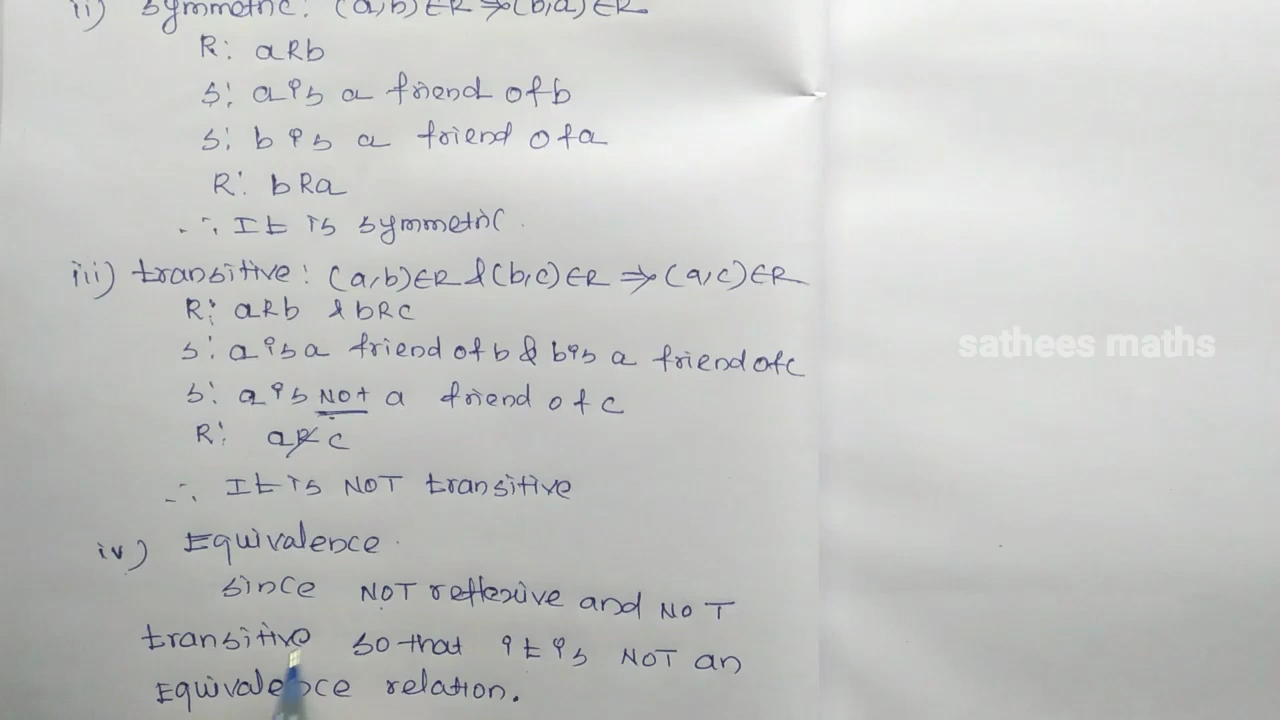 ii) symmetric: (a,b)∈R ⇒(b,a)∈R
R: aRb
S: a is a friend of b
S: b is a friend of a
R: bRa
∴ It is symmetric.
iii) transitive: (a,b)∈R & (b,c)∈R ⇒ (a,c)∈R
R: aRb & bRc
S: a is a friend of b & b is a friend of c
sathees maths
S: a is NOT a friend of c
R: aR̸c
∴ It is NOT transitive
iv) Equivalence.
since NOT reflexive and NOT
transitive so that it is NOT an
Equivalence relation.